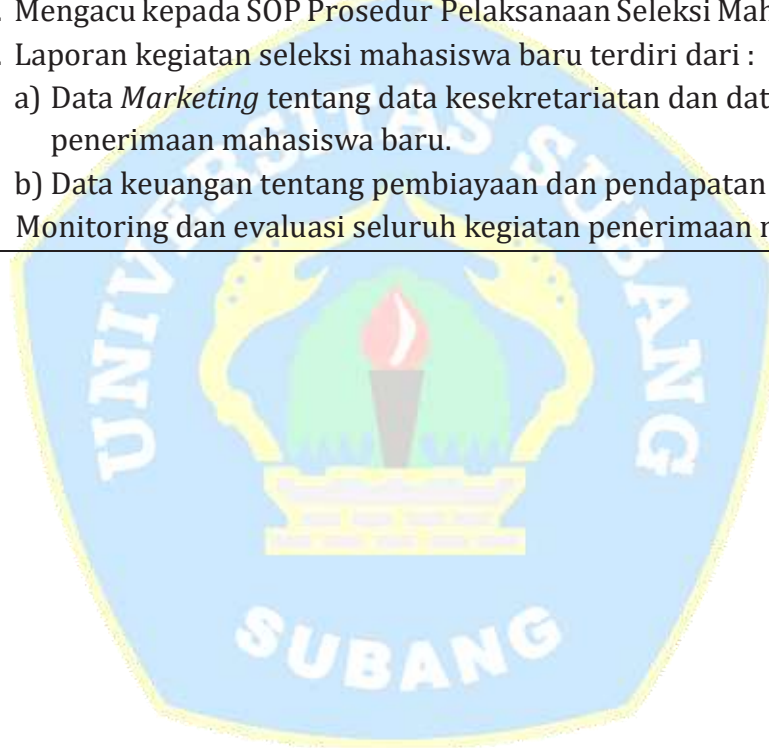 . Mengacu kepada SOP Prosedur Pelaksanaan Seleksi Mah
. Laporan kegiatan seleksi mahasiswa baru terdiri dari :
a) Data Marketing tentang data kesekretariatan dan dat
penerimaan mahasiswa baru.
b) Data keuangan tentang pembiayaan dan pendapatan
Monitoring dan evaluasi seluruh kegiatan penerimaan
UNIVERSITAS SUBANG
SUBANG